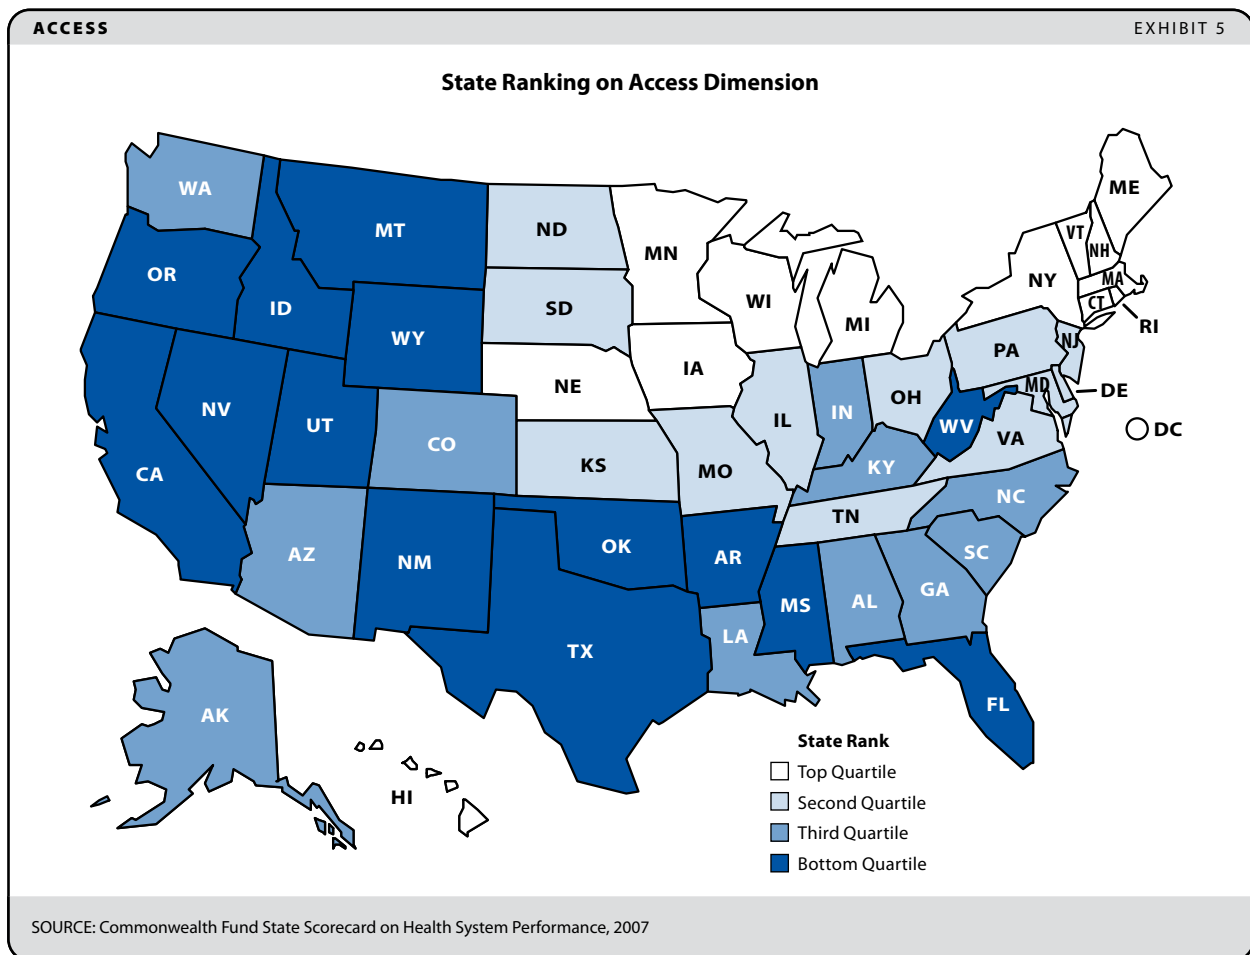 ACCESS
EXHIBIT 5
State Ranking on Access Dimension
ME
WA
VT
MT
ND
NH
MN
OR
MA
NY
ID
SD
WI
CT
MI
RI
WY
PA
NJ
IA
NE
DE
MD
OH
NV
IN
IL
UT
WV
DC
CO
VA
KS
KY
CA
MO
NC
TN
AZ
OK
SC
NM
AR
GA
MS
AL
LA
TX
FL
AK
HI
State Rank
Top Quartile
Second Quartile
Third Quartile
Bottom Quartile
SOURCE: Commonwealth Fund State Scorecard on Health System Performance, 2007